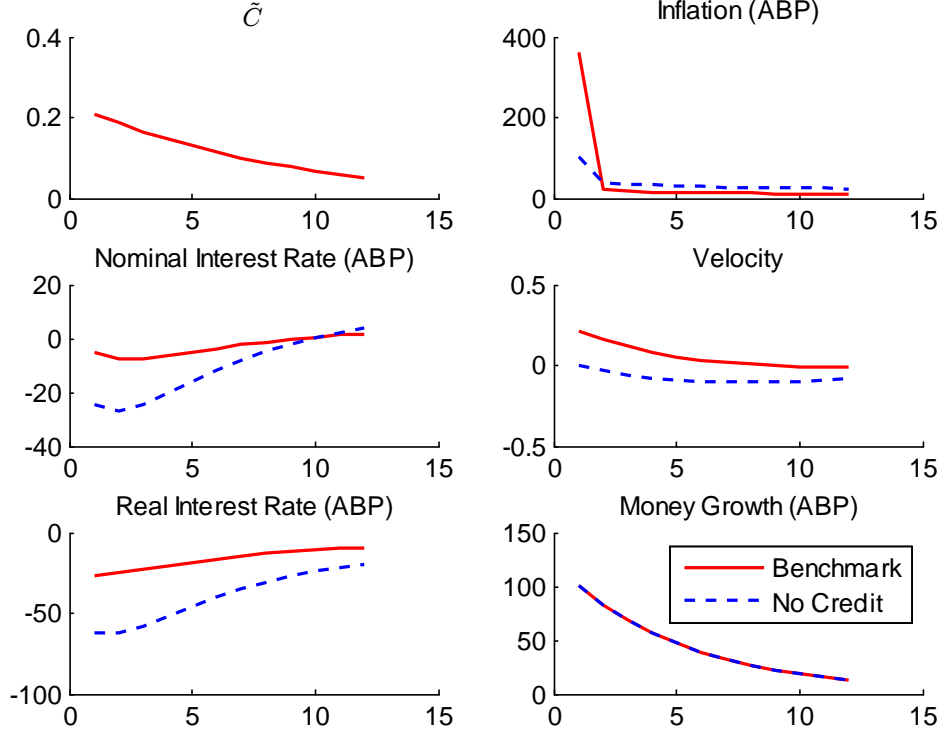 C̃
0.4
0.2
0
0 5 10 15
Inflation (ABP)
400
200
0
0 5 10 15
Nominal Interest Rate (ABP)
20
0
-20
-40
0 5 10 15
Velocity
0.5
0
-0.5
0 5 10 15
Real Interest Rate (ABP)
0
-50
-100
0 5 10 15
Money Growth (ABP)
150
100
50
0
0 5 10 15
Benchmark
No Credit